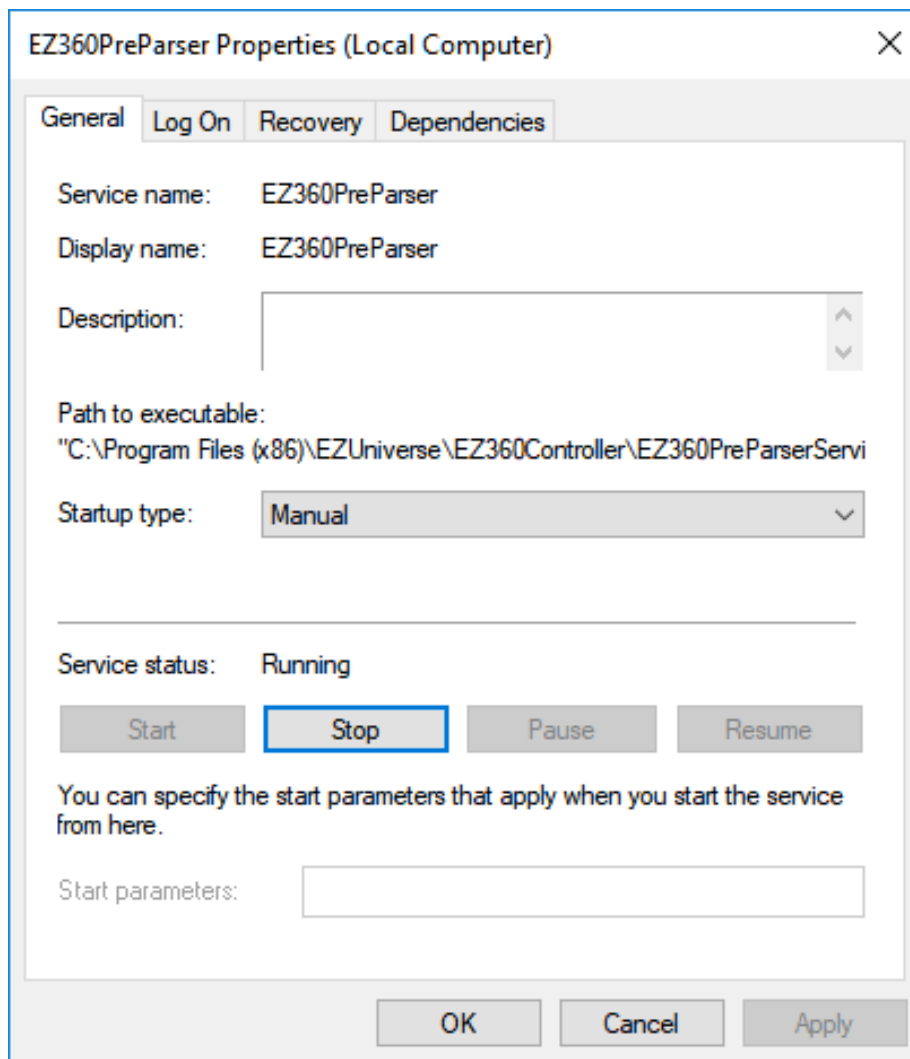 EZ360PreParser Properties (Local Computer)
General Log On Recovery Dependencies
Service name: EZ360PreParser
Display name: EZ360PreParser
Description:
Path to executable:
"C:\Program Files (x86)\EZUniverse\EZ360Controller\EZ360PreParserServi
Startup type: Manual
Service status: Running
Start Stop Pause Resume
You can specify the start parameters that apply when you start the service
from here.
Start parameters:
OK Cancel Apply